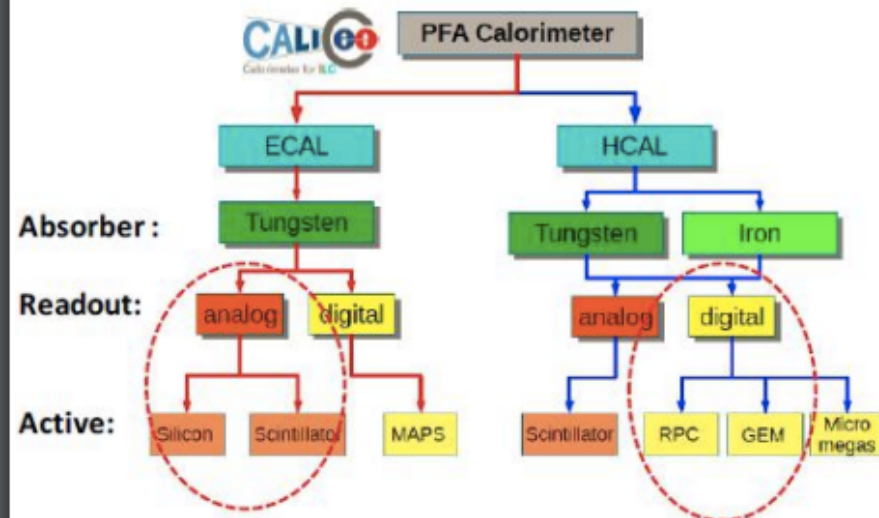 CALICE
Calorimeter for ILC
PFA Calorimeter
ECAL
HCAL
Absorber :
Tungsten
Tungsten
Iron
Readout:
analog
digital
analog
digital
Active:
Silicon
Scintillator
MAPS
Scintillator
RPC
GEM
Micro
megas